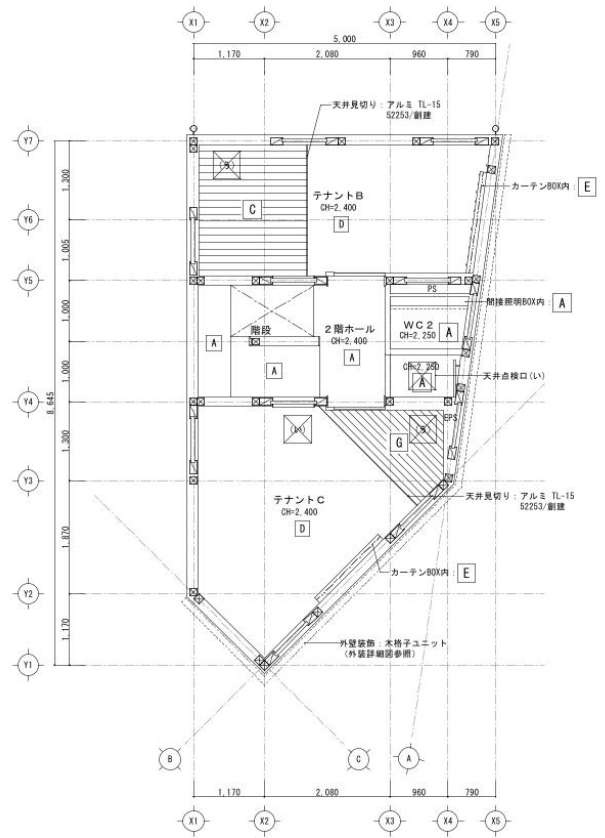 X1
X2
X3
X4
X5
5,000
1,170
2,080
960
790
天井見切り：アルミ TL-15
52253/創建
Y7
1,300
テナントB
CH=2,400
カーテンBOX内：
E
C
D
Y6
1,005
Y5
PS
間接照明BOX内：
A
1,000
階段
２階ホール
CH=2,400
WC２
CH=2,250
A
A
A
A
CH=2,250
A
天井点検口(い)
1,000
8,645
Y4
EPS
(い)
G
(う)
1,300
Y3
天井見切り：アルミ TL-15
52253/創建
テナントC
CH=2,400
D
1,870
カーテンBOX内：
E
Y2
外壁装飾：木格子ユニット
（外装詳細図参照）
1,170
Y1
B
C
A
1,170
2,080
960
790
X1
X2
X3
X4
X5